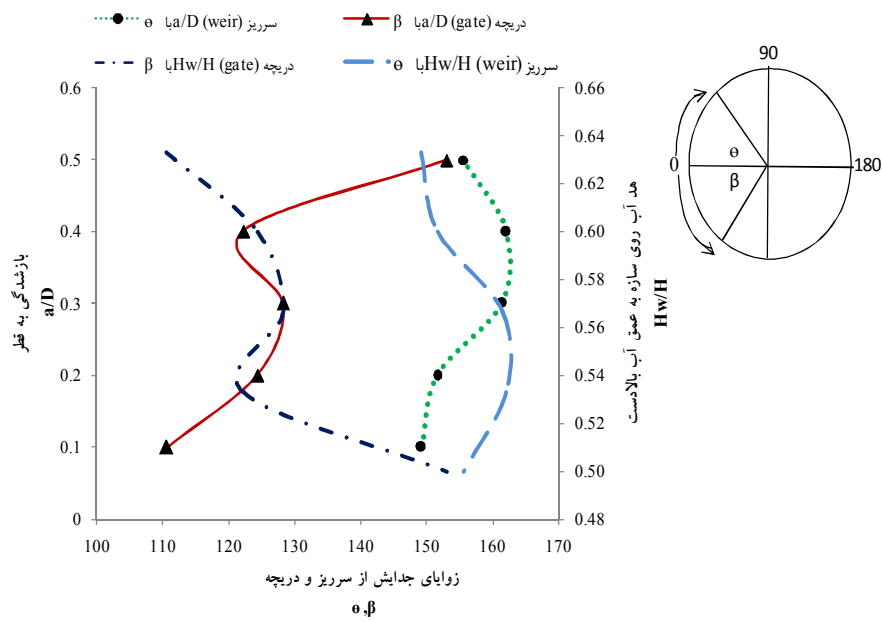 ɵ با a/D (weir) سرریز
β با a/D (gate) دریچه
β با Hw/H (gate) دریچه
ɵ با Hw/H (weir) سرریز
0.6
0.5
0.4
0.3
0.2
0.1
0
بازشدگی به قطر
a/D
0.66
0.64
0.62
0.60
0.58
0.56
0.54
0.52
0.50
0.48
هد آب روی سازه به عمق آب بالادست
Hw/H
100 110 120 130 140 150 160 170
زوایای جدایش از سرریز و دریچه
ɵ,β
90
0
ɵ
β
180